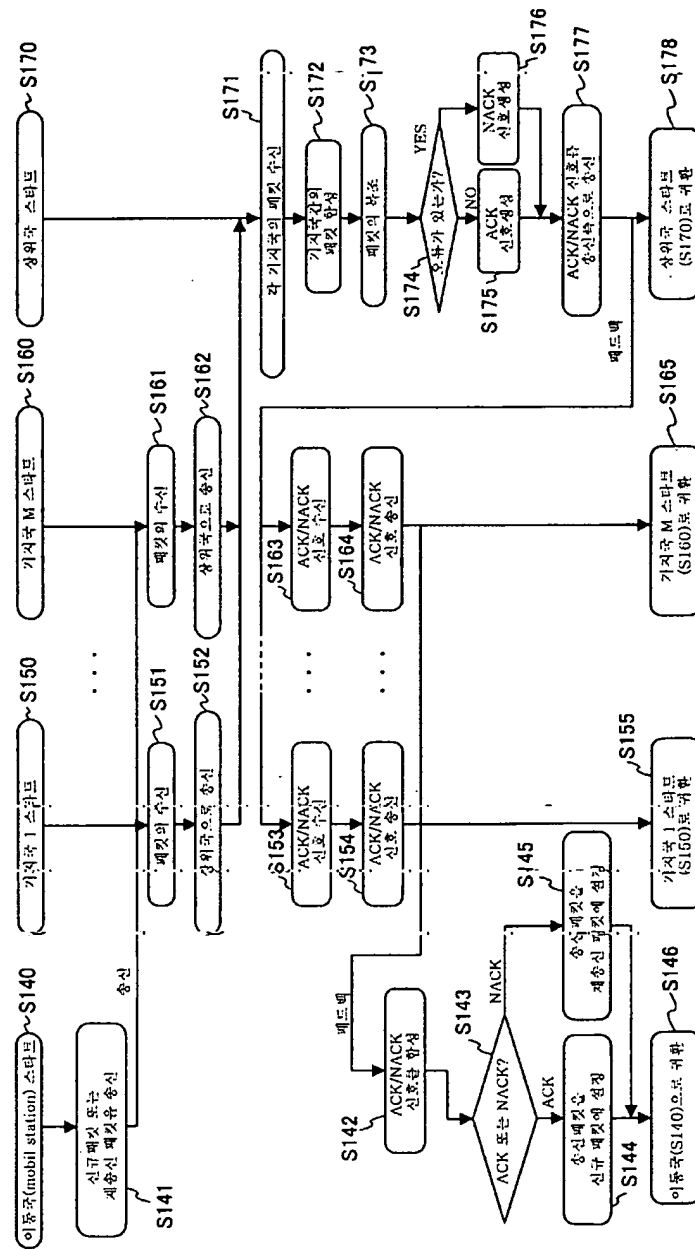 이동국(mobil station) 스타트
S140
신규패킷 또는
재송신 패킷을 송신
S141
송신
기지국 1 스타트
S150
패킷의 수신
S151
상위국으로 송신
S152
. . .
기지국 M 스타트
S160
패킷의 수신
S161
상위국으로 송신
S162
상위국 스타트
S170
각 기지국의 패킷 수신
S171
기지국간의
패킷 합성
S172
패킷의 복조
S173
오류가 있는가?
S174
YES
NO
ACK
신호생성
S175
NACK
신호생성
S176
ACK/NACK 신호를
송신측으로 송신
S177
상위국 스타트
(S170)로 귀환
S178
피드백
ACK/NACK
신호 수신
S163
ACK/NACK
신호 송신
S164
기지국 M 스타트
(S160)로 귀환
S165
. . .
. . .
ACK/NACK
신호 수신
S153
ACK/NACK
신호 송신
S154
기지국 1 스타트
(S150)로 귀환
S155
피드백
ACK/NACK
신호를 합성
S142
ACK 또는 NACK?
S143
NACK
ACK
송신패킷을
신규 패킷에 설정
S144
송신패킷을
재송신 패킷에 설정
S145
이동국(S140)으로 귀환
S146